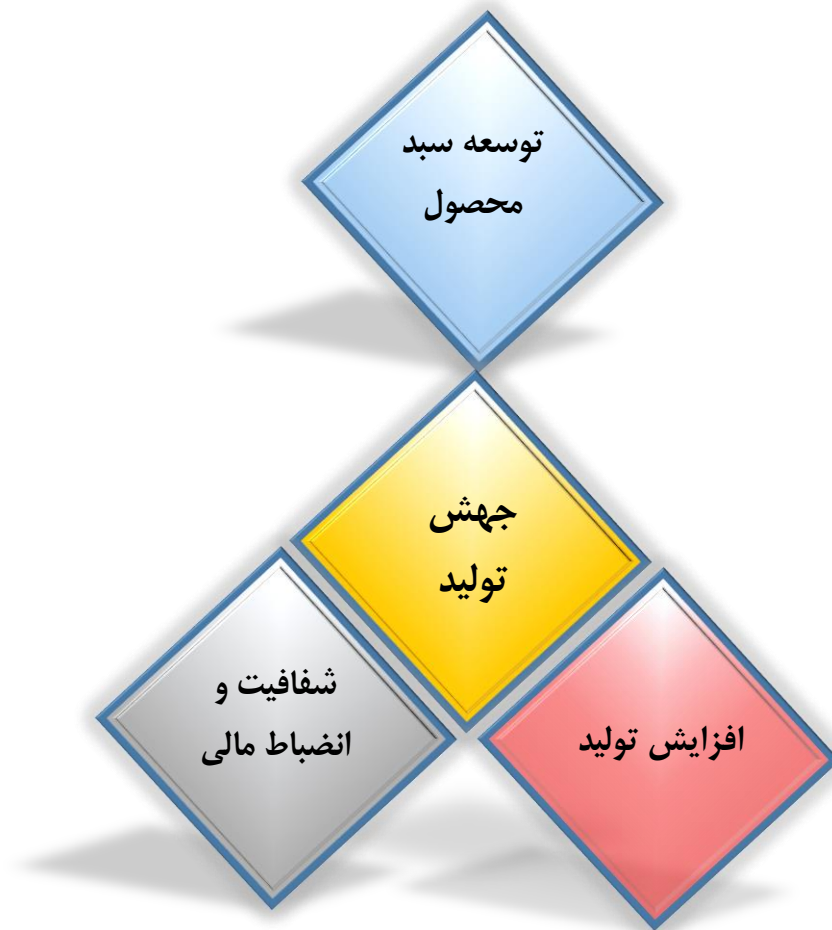 توسعه سبد
محصول
جهش
تولید
شفافیت و
انضباط مالی
افزایش تولید